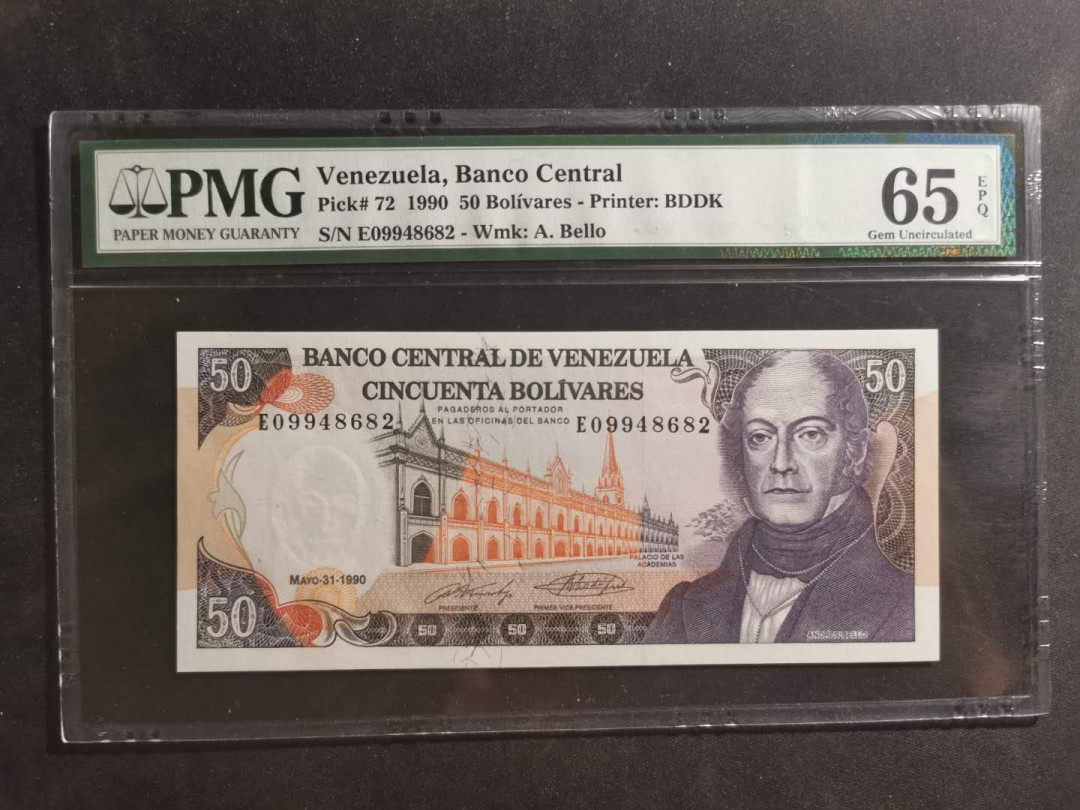 PMG
PAPER MONEY GUARANTY
Venezuela, Banco Central
Pick# 72 1990 50 Bolívares - Printer: BDDK
S/N E09948682 - Wmk: A. Bello
65
EPQ
Gem Uncirculated
50
BANCO CENTRAL DE VENEZUELA
50
CINCUENTA BOLÍVARES
PAGADEROS AL PORTADOR
EN LAS OFICINAS DEL BANCO
E09948682
E09948682
PALACIO DE LAS
ACADEMIAS
MAYO-31-1990
PRESIDENTE
PRIMER VICE-PRESIDENTE
50
50
50
50
ANDRES BELLO